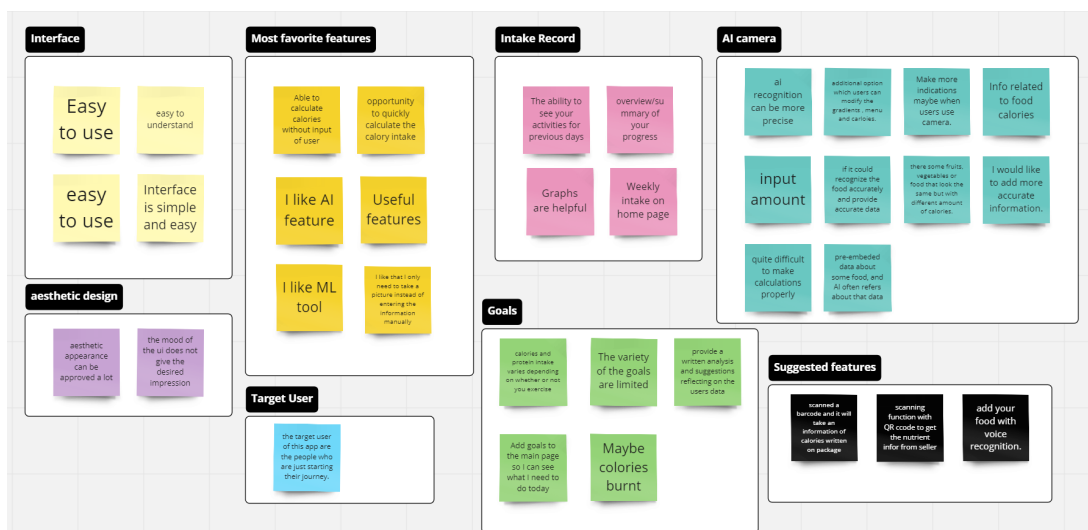 Interface
Easy
to use
easy to
understand
easy
to use
Interface
is simple
and easy
aesthetic design
aesthetic
appearance
can be
approved a lot
the mood of
the ui does not
give the
desired
impression
Most favorite features
Able to
calculate
calories
without input
of user
opportunity
to quickly
calculate the
calory intake
I like AI
feature
Useful
features
I like ML
tool
I like that I only
need to take a
picture instead of
entering the
information
manually
Target User
the target user
of this app are
the people who
are just starting
their journey.
Intake Record
The ability to
see your
activities for
previous days
overview/su
mmary of
your
progress
Graphs
are helpful
Weekly
intake on
home page
Goals
calories and
protein intake
varies depending
on whether or not
you exercise
The variety
of the goals
are limited
provide a
written analysis
and suggestions
reflecting on the
users data
Add goals to
the main page
so I can see
what I need to
do today
Maybe
colories
burnt
AI camera
ai
recognition
can be more
precise
additional option
which users can
modify the
gradients , menu
and carloies.
Make more
indications
maybe when
users use
camera.
Info related
to food
calories
input
amount
if it could
recognize the
food accurately
and provide
accurate data
there some fruits,
vegetables or
food that look the
same but with
different amount
of calories.
I would like
to add more
accurate
information.
quite difficult
to make
calculations
properly
pre-embeded
data about
some food, and
AI often refers
about that data
Suggested features
scanned a
barcode and it will
take an
information of
calories written
on package
scanning
function with
QR ccode to get
the nutrient
infor from seller
add your
food with
voice
recognition.